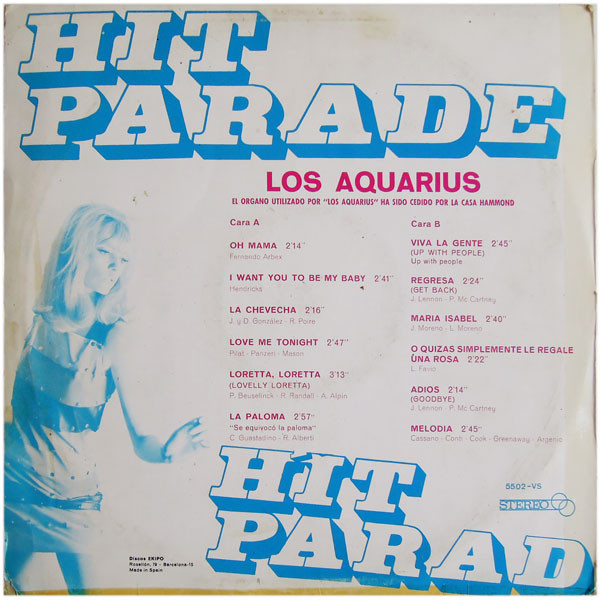 HIT
PARADE
LOS AQUARIUS
EL ORGANO UTILIZADO POR "LOS AQUARIUS" HA SIDO CEDIDO POR LA CASA HAMMOND
Cara A
OH MAMA 2'14"
Fernando Arbex
I WANT YOU TO BE MY BABY 2'41"
Hendricks
LA CHEVECHA 2'16"
J. y D. González - R. Poire
LOVE ME TONIGHT 2'47"
Pilat - Panzeri - Mason
LORETTA, LORETTA 3'13"
(LOVELLY LORETTA)
P. Beuselinck - R. Randall - A. Alpin
LA PALOMA 2'57"
"Se equivocó la paloma"
C. Guastadino - R. Alberti
Cara B
VIVA LA GENTE 2'45"
(UP WITH PEOPLE)
Up with people
REGRESA 2'24"
(GET BACK)
J. Lennon - P. Mc Cartney
MARIA ISABEL 2'40"
J. Moreno - L. Moreno
O QUIZAS SIMPLEMENTE LE REGALE
UNA ROSA 2'22"
L. Favio
ADIOS 2'14"
(GOODBYE)
J. Lennon - P. Mc Cartney
MELODIA 2'45"
Cassano - Conti - Cook - Greenaway - Argenio
HIT
PARAD
5502-VS
STEREO
Discos EKIPO
Rosellón, 78 - Barcelona-15
Made in Spain